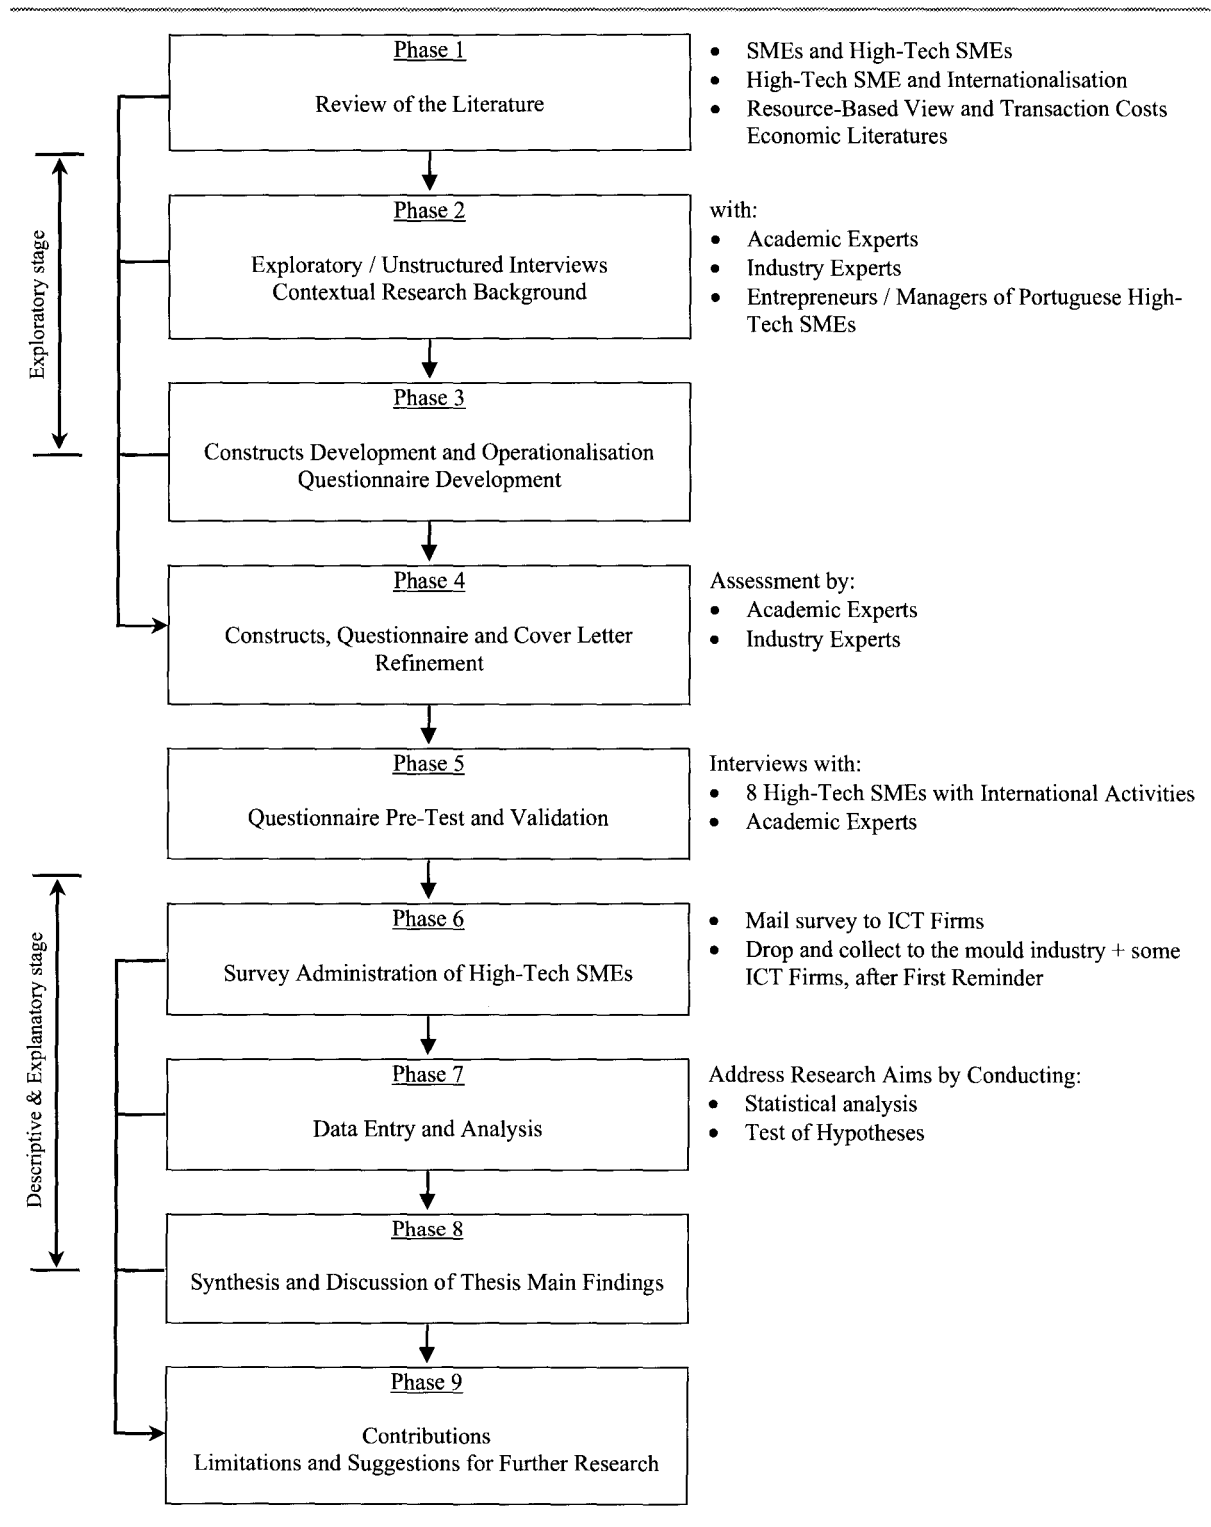 Phase 1
Review of the Literature
• SMEs and High-Tech SMEs
• High-Tech SME and Internationalisation
• Resource-Based View and Transaction Costs
Economic Literatures
Exploratory stage
Phase 2
Exploratory / Unstructured Interviews
Contextual Research Background
with:
• Academic Experts
• Industry Experts
• Entrepreneurs / Managers of Portuguese High-
Tech SMEs
Phase 3
Constructs Development and Operationalisation
Questionnaire Development
Phase 4
Constructs, Questionnaire and Cover Letter
Refinement
Assessment by:
• Academic Experts
• Industry Experts
Phase 5
Questionnaire Pre-Test and Validation
Interviews with:
• 8 High-Tech SMEs with International Activities
• Academic Experts
Descriptive & Explanatory stage
Phase 6
Survey Administration of High-Tech SMEs
• Mail survey to ICT Firms
• Drop and collect to the mould industry + some
ICT Firms, after First Reminder
Phase 7
Data Entry and Analysis
Address Research Aims by Conducting:
• Statistical analysis
• Test of Hypotheses
Phase 8
Synthesis and Discussion of Thesis Main Findings
Phase 9
Contributions
Limitations and Suggestions for Further Research